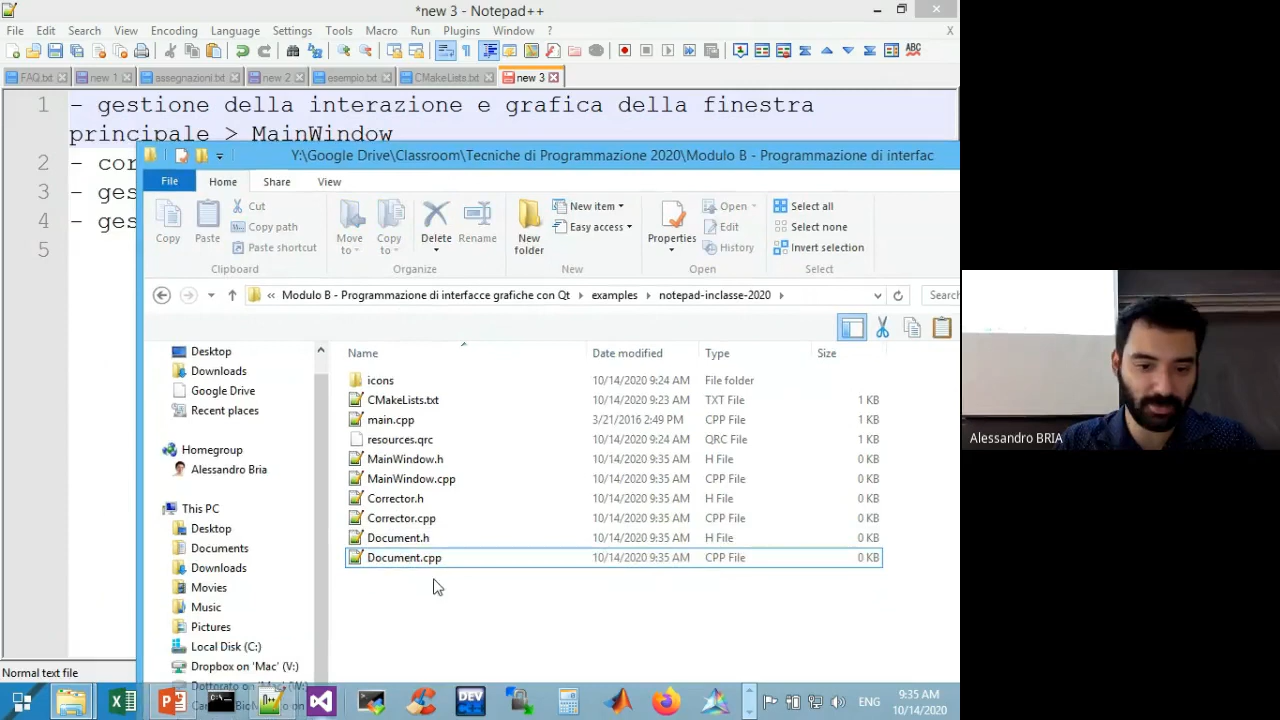 *new 3 - Notepad++
File Edit Search View Encoding Language Settings Tools Macro Run Plugins Window ? X
FAQ.txt new 1 assegnazioni.txt new 2 esempio.txt CMakeLists.txt new 3
1 - gestione della interazione e grafica della finestra
principale > MainWindow
2 - cor
3 - ges
4 - ges
5
Y:\Google Drive\Classroom\Tecniche di Programmazione 2020\Modulo B - Programmazione di interfac
File Home Share View
Copy Paste Cut Copy path Paste shortcut Move to Copy to Delete Rename New folder New item Easy access Properties Open Edit History Select all Select none Invert selection
Clipboard Organize New Open Select
« Modulo B - Programmazione di interfacce grafiche con Qt examples notepad-inclasse-2020 Search
Name Date modified Type Size
icons 10/14/2020 9:24 AM File folder
CMakeLists.txt 10/14/2020 9:23 AM TXT File 1 KB
main.cpp 3/21/2016 2:49 PM CPP File 1 KB
resources.qrc 10/14/2020 9:24 AM QRC File 1 KB
MainWindow.h 10/14/2020 9:35 AM H File 0 KB
MainWindow.cpp 10/14/2020 9:35 AM CPP File 0 KB
Corrector.h 10/14/2020 9:35 AM H File 0 KB
Corrector.cpp 10/14/2020 9:35 AM CPP File 0 KB
Document.h 10/14/2020 9:35 AM H File 0 KB
Document.cpp 10/14/2020 9:35 AM CPP File 0 KB
Desktop
Downloads
Google Drive
Recent places
Homegroup
Alessandro Bria
This PC
Desktop
Documents
Downloads
Movies
Music
Pictures
Local Disk (C:)
Dropbox on 'Mac' (V:)
Alessandro BRIA
Normal text file
DEV
ENG
9:35 AM
10/14/2020